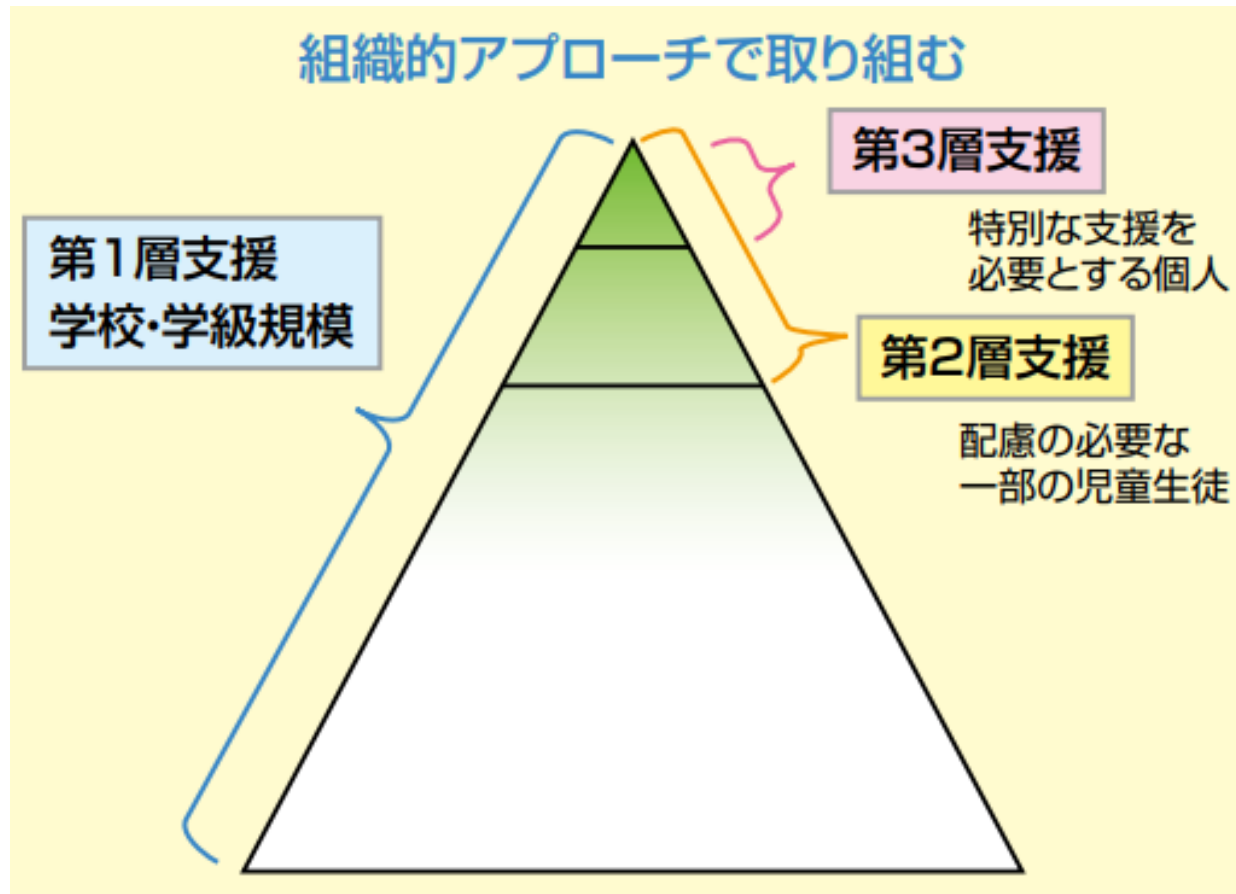 組織的アプローチで取り組む
第1層支援
学校・学級規模
第3層支援
特別な支援を
必要とする個人
第2層支援
配慮の必要な
一部の児童生徒